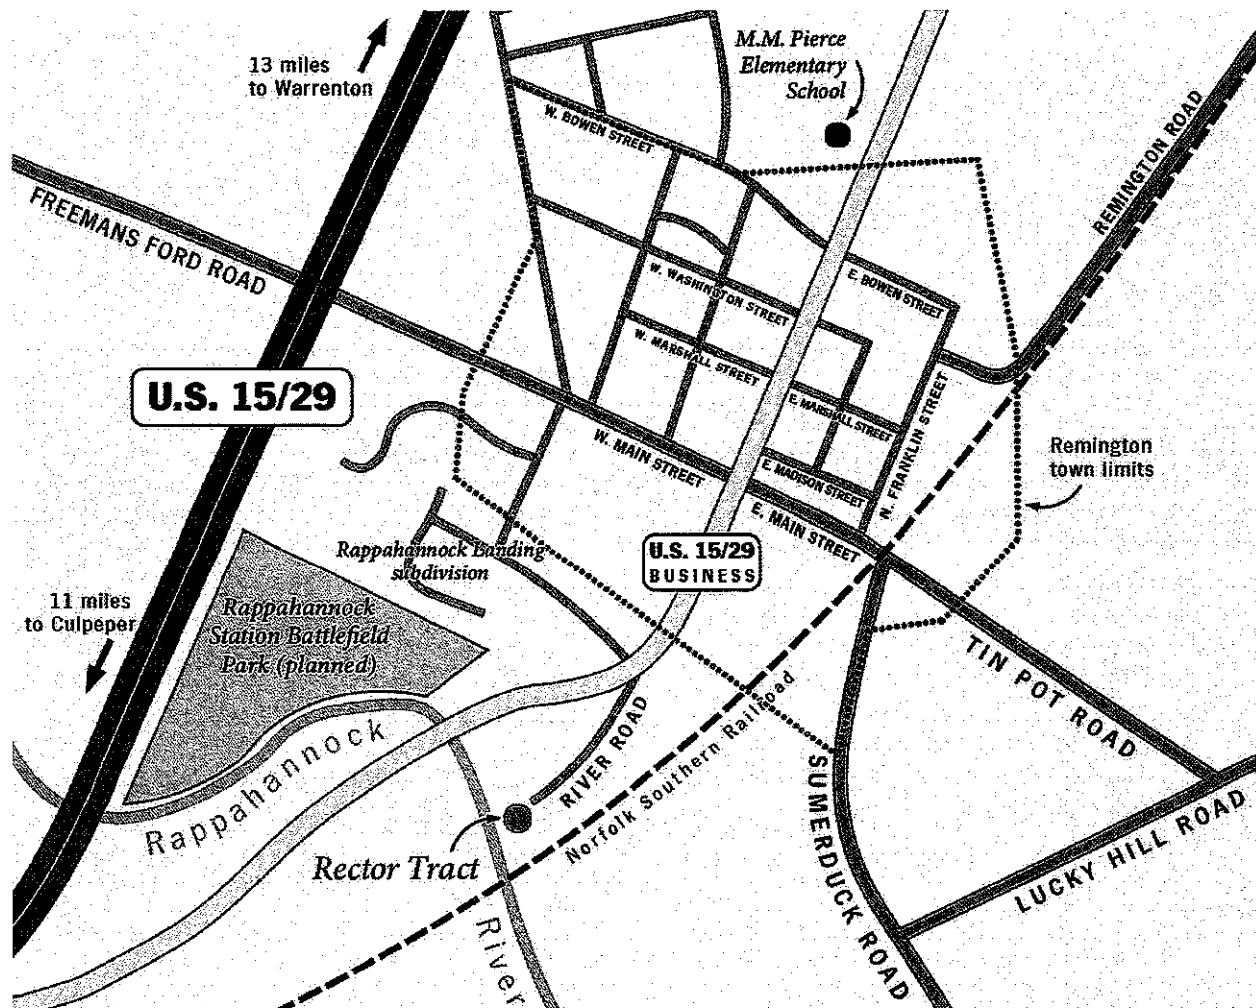 13 miles
to Warrenton
M.M. Pierce
Elementary
School
W. BOWEN STREET
REMINGTON ROAD
FREEMANS FORD ROAD
E. BOWEN STREET
W. WASHINGTON STREET
W. MARSHALL STREET
U.S. 15/29
E. MARSHALL STREET
N. FRANKLIN STREET
W. MAIN STREET
E. MADISON STREET
Remington
town limits
E. MAIN STREET
U.S. 15/29
BUSINESS
Rappahannock Landing
subdivision
11 miles
to Culpeper
Rappahannock
Station Battlefield
Park (planned)
TIN POT ROAD
RIVER ROAD
Norfolk Southern Railroad
Rappahannock
River
SUMERDUCK ROAD
LUCKY HILL ROAD
Rector Tract